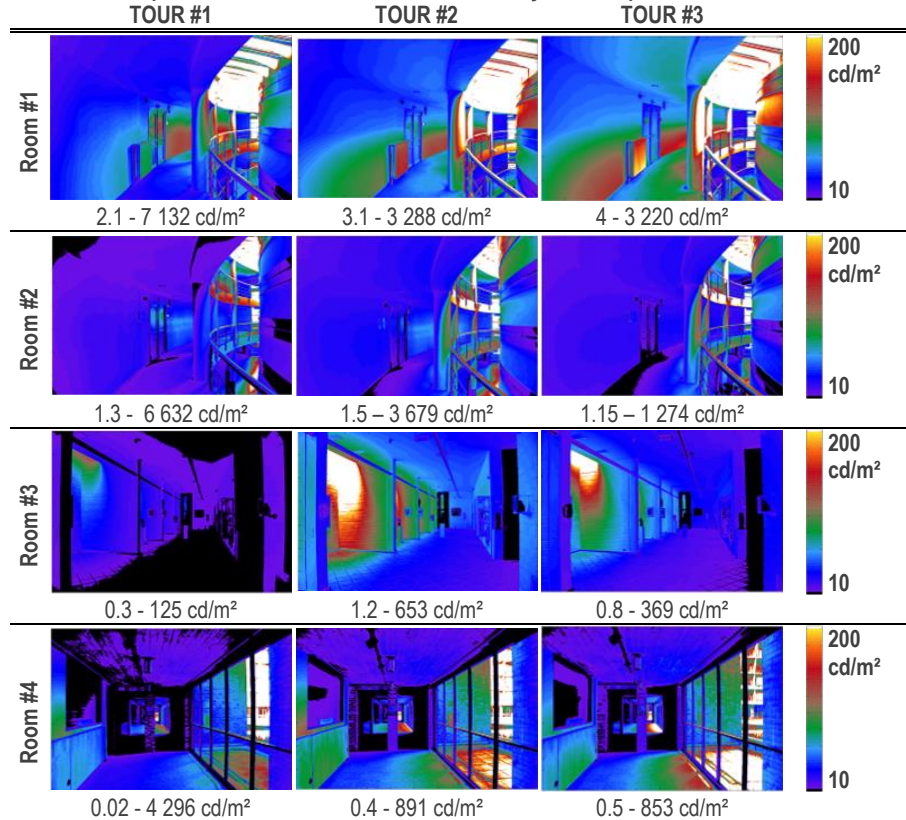 TOUR #1 TOUR #2 TOUR #3
Room #1
200
cd/m²
10
2.1 - 7 132 cd/m² 3.1 - 3 288 cd/m² 4 - 3 220 cd/m²
Room #2
200
cd/m²
10
1.3 - 6 632 cd/m² 1.5 – 3 679 cd/m² 1.15 – 1 274 cd/m²
Room #3
200
cd/m²
10
0.3 - 125 cd/m² 1.2 - 653 cd/m² 0.8 - 369 cd/m²
Room #4
200
cd/m²
10
0.02 - 4 296 cd/m² 0.4 - 891 cd/m² 0.5 - 853 cd/m²